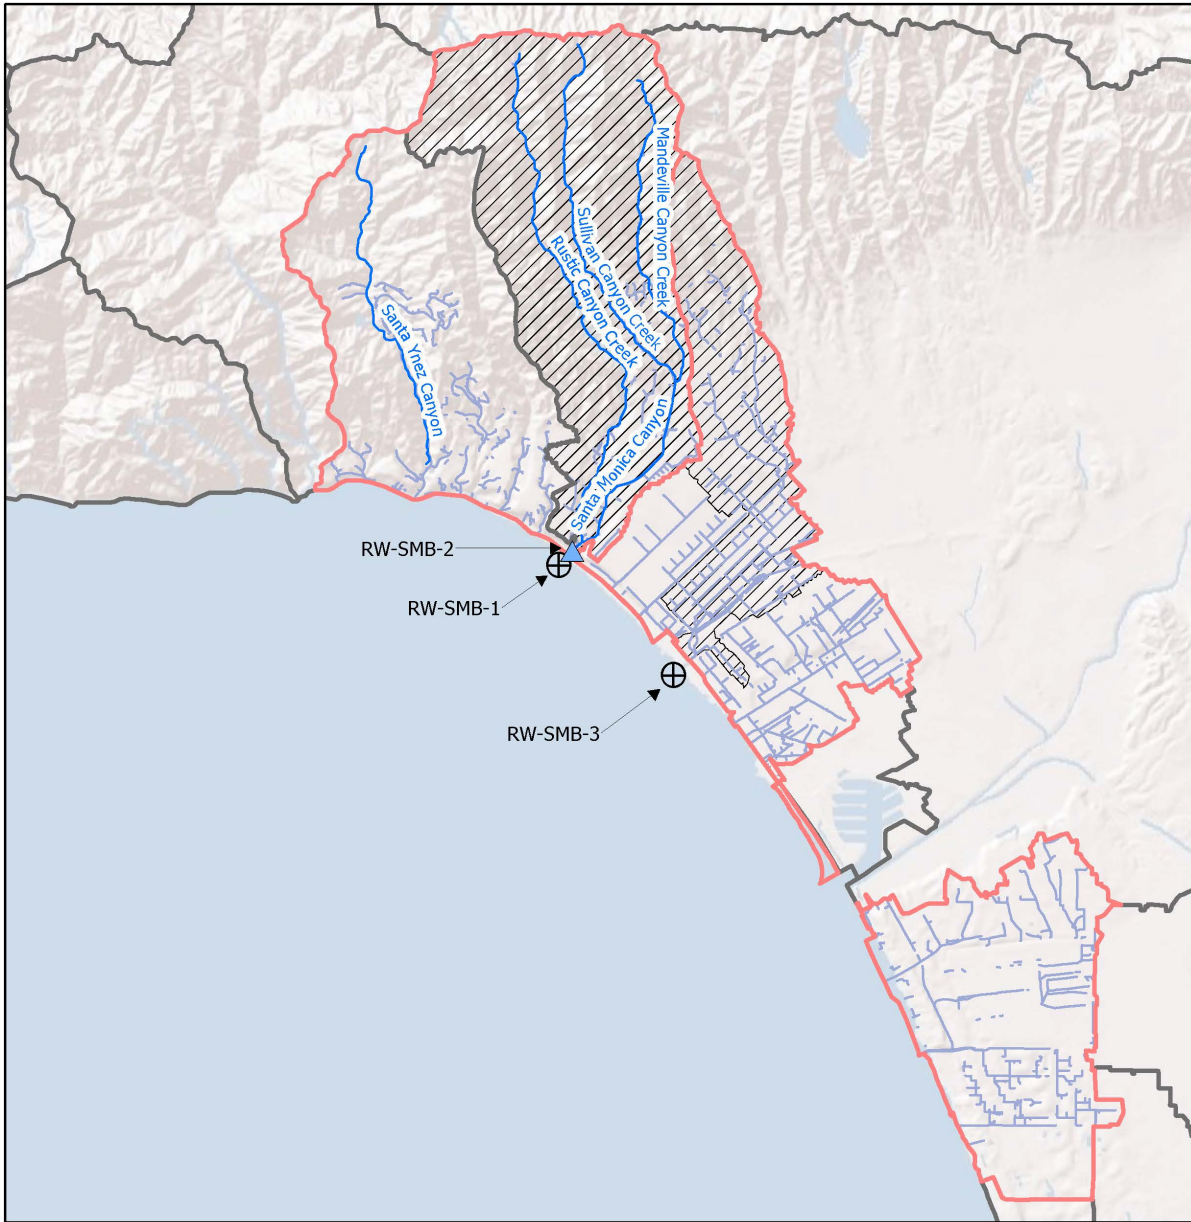 Mandeville Canyon Creek
Sullivan Canyon Creek
Rustic Canyon Creek
Santa Ynez Canyon
Santa Monica Canyon
RW-SMB-2
RW-SMB-1
RW-SMB-3